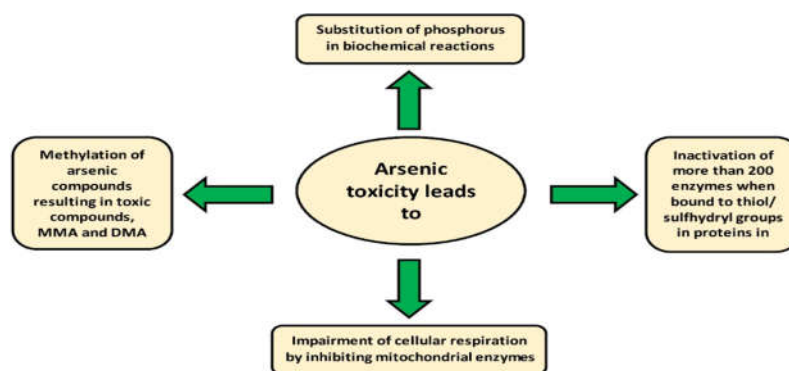 Substitution of phosphorus
in biochemical reactions
Methylation of
arsenic
compounds
resulting in toxic
compounds,
MMA and DMA
Arsenic
toxicity leads
to
Inactivation of
more than 200
enzymes when
bound to thiol/
sulfhydryl groups
in proteins in
Impairment of cellular respiration
by inhibiting mitochondrial enzymes